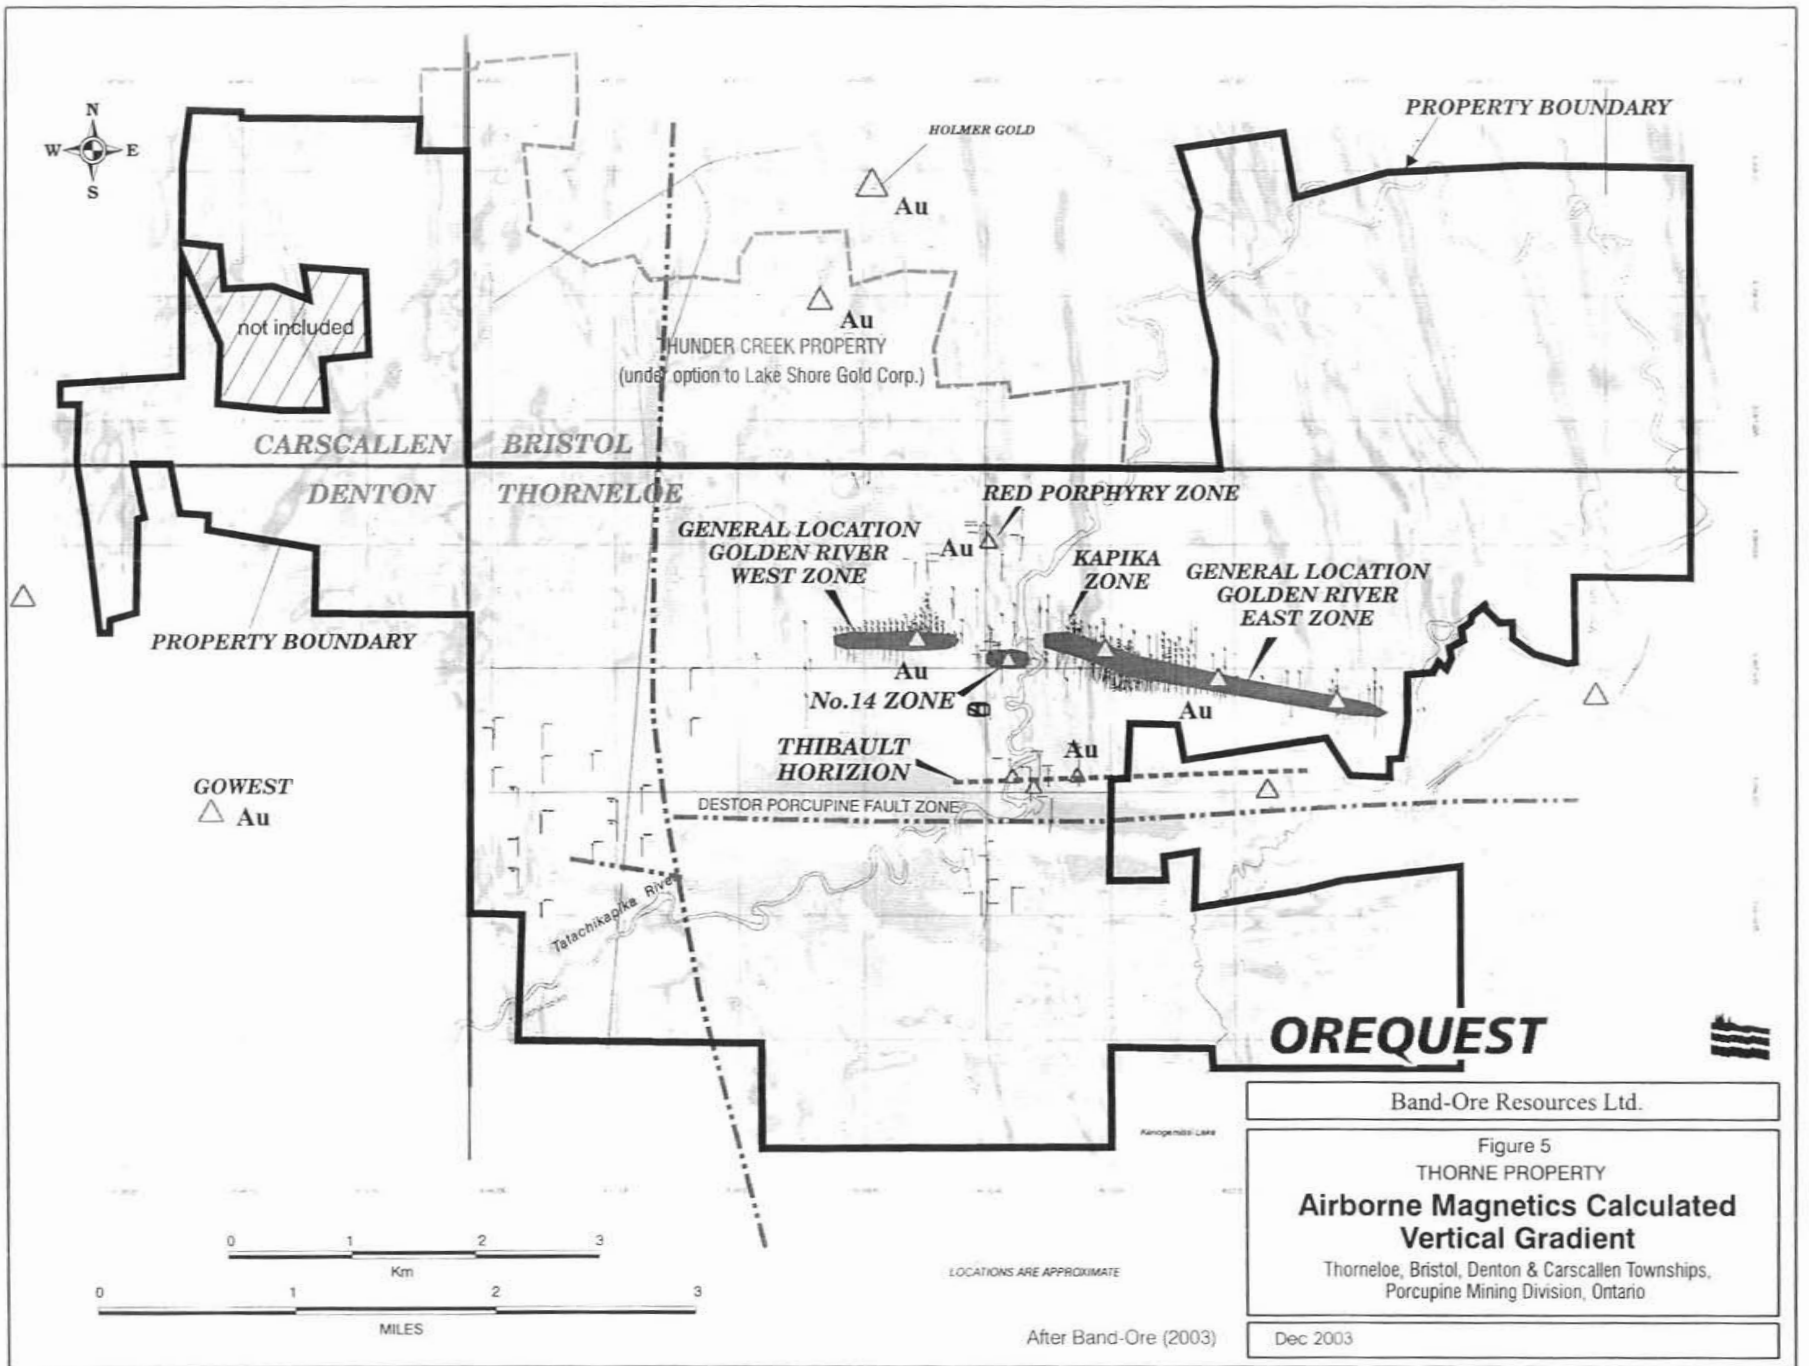 PROPERTY BOUNDARY
N
W E
S
HOLMER GOLD
Au
not included
Au
THUNDER CREEK PROPERTY
(under option to Lake Shore Gold Corp.)
CARSCALLEN
BRISTOL
DENTON
THORNELOE
RED PORPHYRY ZONE
GENERAL LOCATION
GOLDEN RIVER
WEST ZONE
Au
KAPIKA
ZONE
GENERAL LOCATION
GOLDEN RIVER
EAST ZONE
PROPERTY BOUNDARY
Au
No.14 ZONE
Au
THIBAULT
HORIZION
Au
GOWEST
Au
DESTOR PORCUPINE FAULT ZONE
Tatachikapika River
OREQUEST
Kenogamissi Lake
Band-Ore Resources Ltd.
Figure 5
THORNE PROPERTY
Airborne Magnetics Calculated
Vertical Gradient
Thorneloe, Bristol, Denton & Carscallen Townships,
Porcupine Mining Division, Ontario
Dec 2003
0 1 2 3
Km
0 1 2 3
MILES
LOCATIONS ARE APPROXIMATE
After Band-Ore (2003)